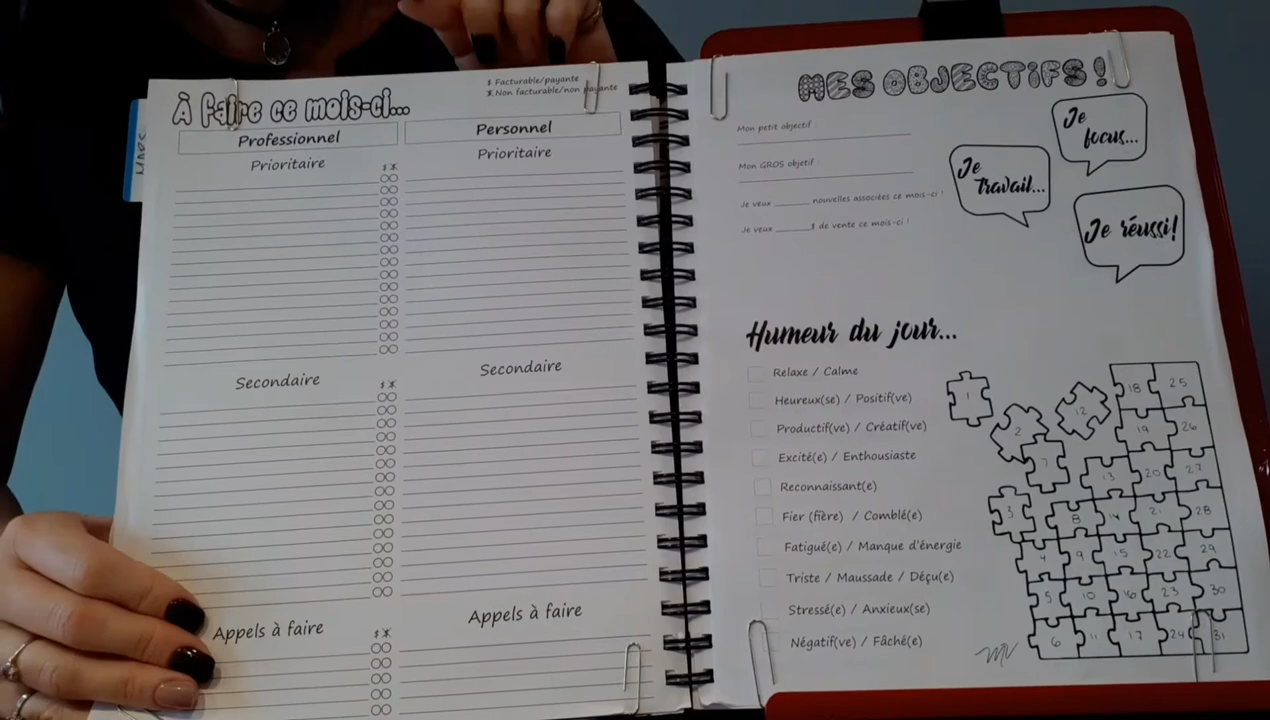 MARS
À faire ce mois-ci...
$ Facturable/payante
$ Non facturable/non payante
Professionnel
Personnel
Prioritaire
Prioritaire
Secondaire
Secondaire
Appels à faire
Appels à faire
MES OBJECTIFS !
Mon petit objectif :
Mon GROS objetif :
Je veux ______ nouvelles associées ce mois-ci !
Je veux ______$ de vente ce mois-ci !
Je
focus...
Je
travail...
Je réussi!
Humeur du jour...
Relaxe / Calme
Heureux(se) / Positif(ve)
Productif(ve) / Créatif(ve)
Excité(e) / Enthousiaste
Reconnaissant(e)
Fier (fière) / Comblé(e)
Fatigué(e) / Manque d'énergie
Triste / Maussade / Déçu(e)
Stressé(e) / Anxieux(se)
Négatif(ve) / Fâché(e)
1 12 18 25
2 19 26
7 13 20 27
3 8 14 21 28
4 9 15 22 29
5 10 16 23 30
6 11 17 24 31